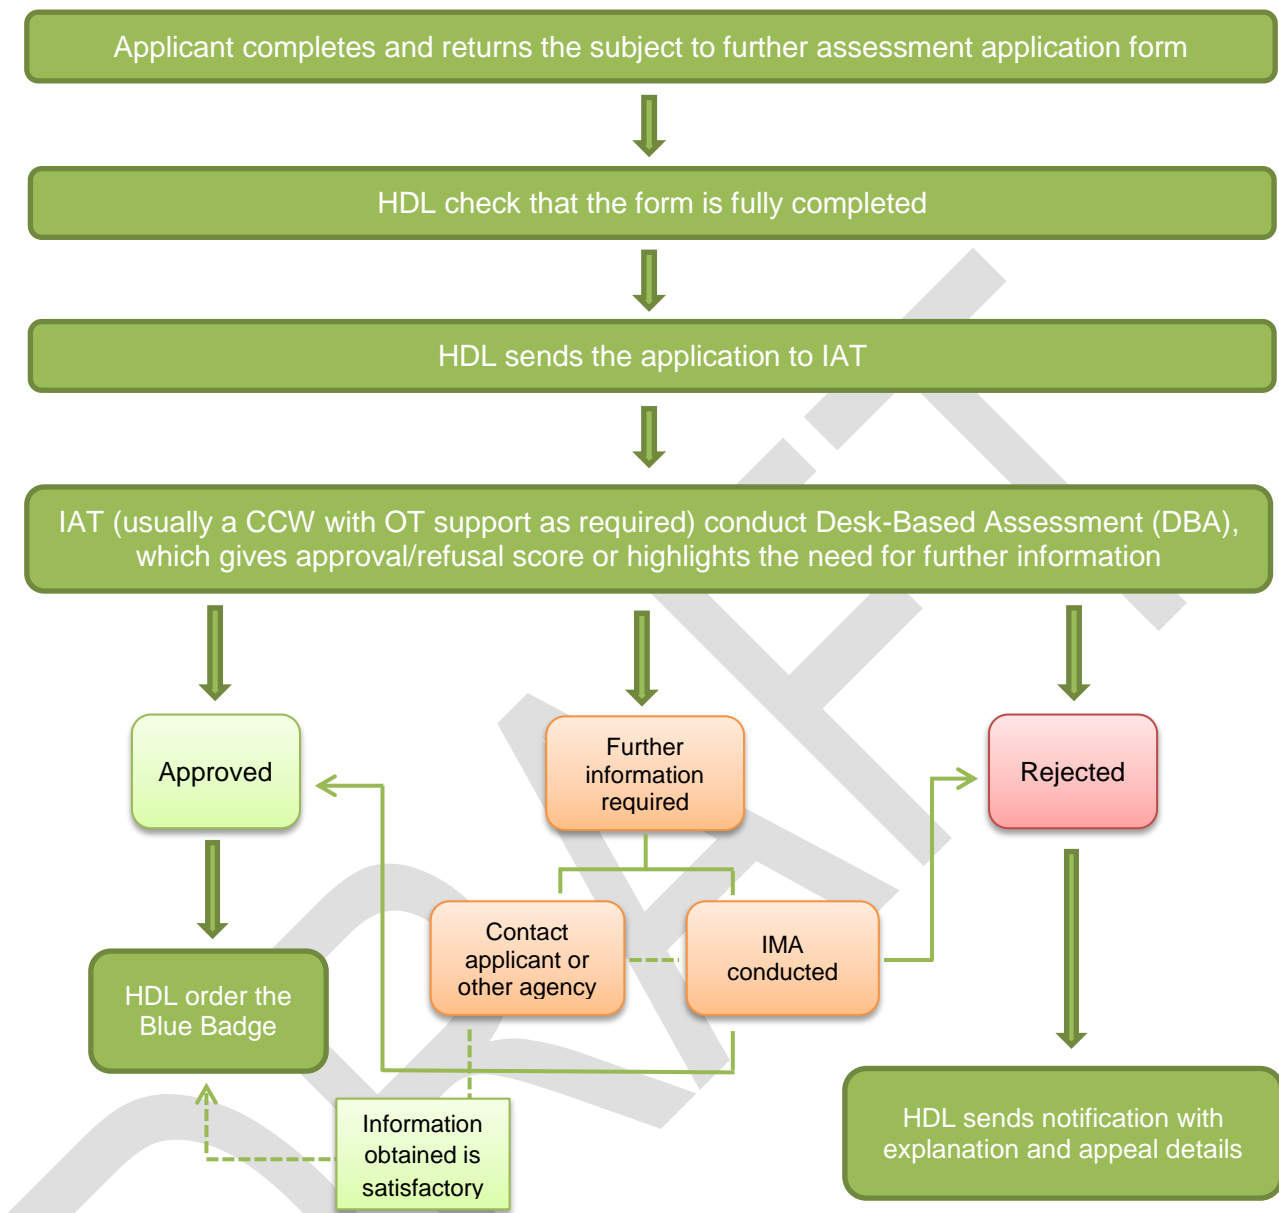 Applicant completes and returns the subject to further assessment application form
HDL check that the form is fully completed
HDL sends the application to IAT
IAT (usually a CCW with OT support as required) conduct Desk-Based Assessment (DBA),
which gives approval/refusal score or highlights the need for further information
Approved
Further
information
required
Rejected
Contact
applicant or
other agency
IMA
conducted
HDL order the
Blue Badge
Information
obtained is
satisfactory
HDL sends notification with
explanation and appeal details
DRAFT